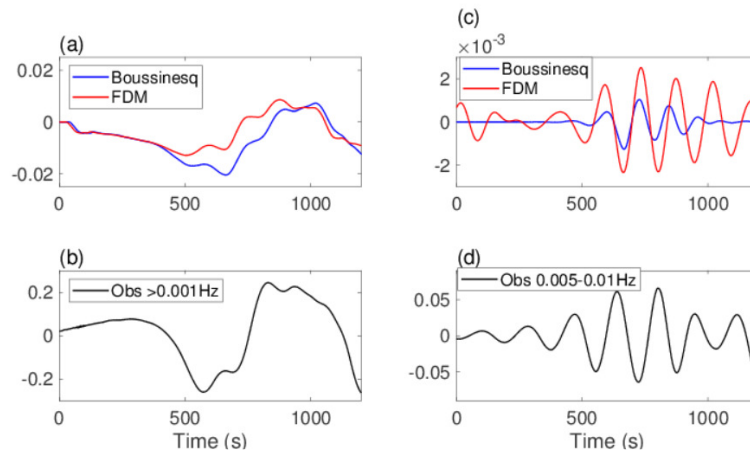 (a)
0.02
0
-0.02
Boussinesq
FDM
0
500
1000
(c)
×10-3
2
0
-2
Boussinesq
FDM
0
500
1000
(b)
0.2
0
-0.2
Obs >0.001Hz
0
500
1000
Time (s)
(d)
0.05
0
-0.05
Obs 0.005-0.01Hz
0
500
1000
Time (s)